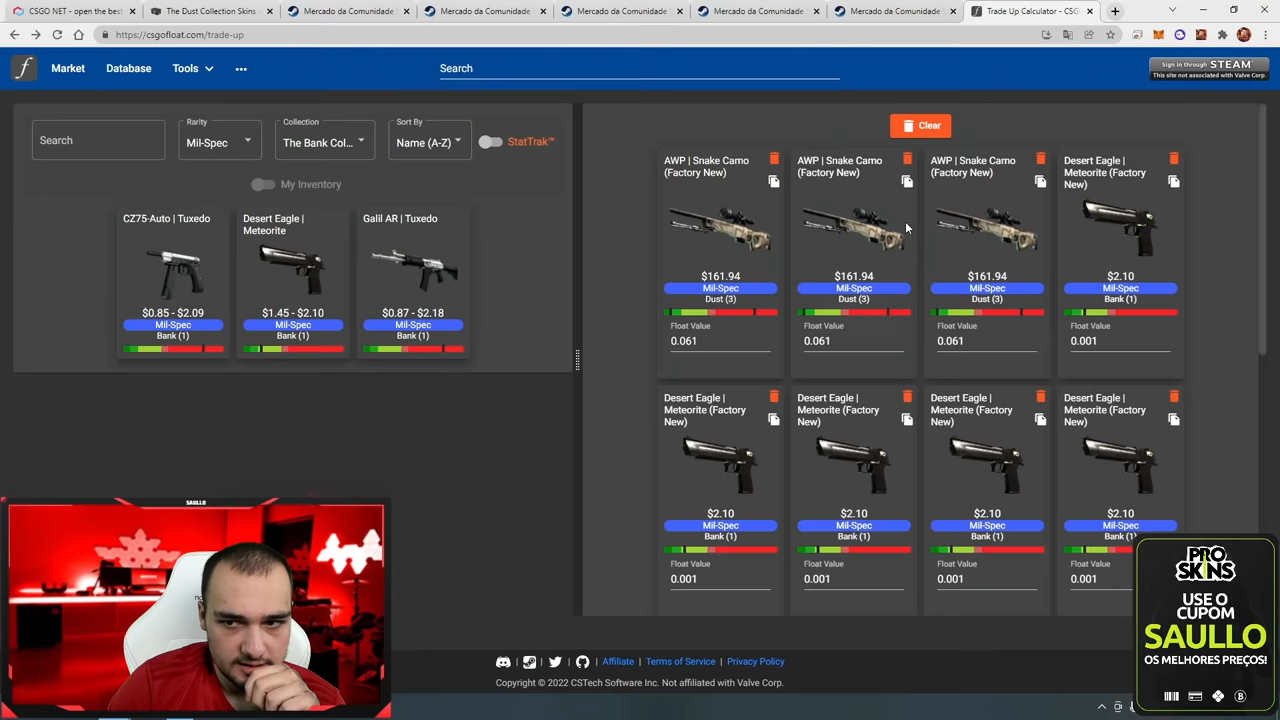 CSGO NET - open the best
The Dust Collection Skins -
Mercado da Comunidade
Mercado da Comunidade
Mercado da Comunidade
Mercado da Comunidade
Mercado da Comunidade
Trade Up Calculator - CSG
https://csgofloat.com/trade-up
Market
Database
Tools
Search
Sign in through STEAM
This site not associated with Valve Corp.
Search
Rarity
Mil-Spec
Collection
The Bank Col...
Sort By
Name (A-Z)
StatTrak™
My Inventory
CZ75-Auto | Tuxedo
$0.85 - $2.09
Mil-Spec
Bank (1)
Desert Eagle |
Meteorite
$1.45 - $2.10
Mil-Spec
Bank (1)
Galil AR | Tuxedo
$0.87 - $2.18
Mil-Spec
Bank (1)
Clear
AWP | Snake Camo
(Factory New)
$161.94
Mil-Spec
Dust (3)
Float Value
0.061
AWP | Snake Camo
(Factory New)
$161.94
Mil-Spec
Dust (3)
Float Value
0.061
AWP | Snake Camo
(Factory New)
$161.94
Mil-Spec
Dust (3)
Float Value
0.061
Desert Eagle |
Meteorite (Factory
New)
$2.10
Mil-Spec
Bank (1)
Float Value
0.001
Desert Eagle |
Meteorite (Factory
New)
$2.10
Mil-Spec
Bank (1)
Float Value
0.001
Desert Eagle |
Meteorite (Factory
New)
$2.10
Mil-Spec
Bank (1)
Float Value
0.001
Desert Eagle |
Meteorite (Factory
New)
$2.10
Mil-Spec
Bank (1)
Float Value
0.001
Desert Eagle |
Meteorite (Factory
New)
$2.10
Mil-Spec
Bank (1)
Float Value
0.001
SAULLO
PRO
SKINS
USE O
CUPOM
SAULLO
OS MELHORES PREÇOS!
Affiliate | Terms of Service | Privacy Policy
Copyright © 2022 CSTech Software Inc. Not affiliated with Valve Corp.